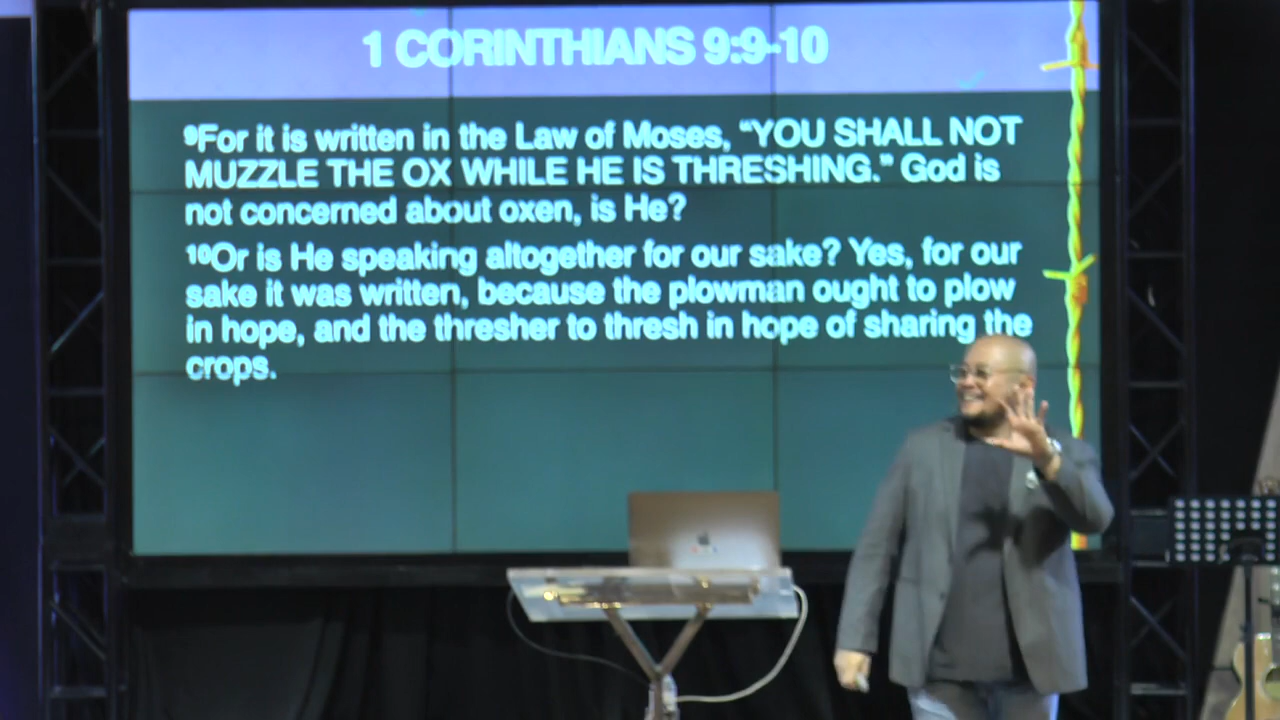 1 CORINTHIANS 9:9-10
⁹For it is written in the Law of Moses, “YOU SHALL NOT
MUZZLE THE OX WHILE HE IS THRESHING.” God is
not concerned about oxen, is He?
¹⁰Or is He speaking altogether for our sake? Yes, for our
sake it was written, because the plowman ought to plow
in hope, and the thresher to thresh in hope of sharing the
crops.